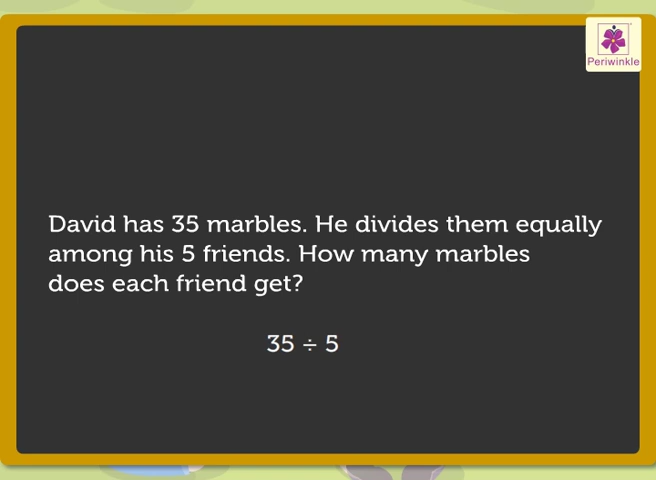 Periwinkle
David has 35 marbles. He divides them equally
among his 5 friends. How many marbles
does each friend get?
35 ÷ 5